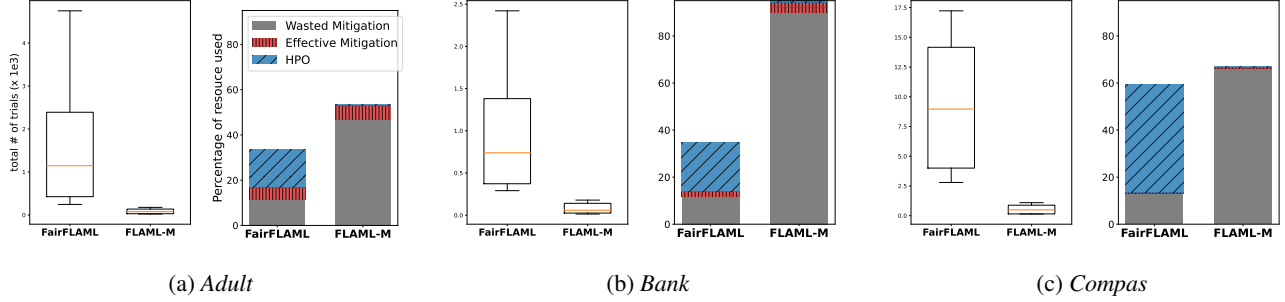 total # of trials (x 1e3)
4
3
2
1
0
FairFLAML
FLAML-M
Percentage of resouce used
80
60
40
20
0
Wasted Mitigation
Effective Mitigation
HPO
FairFLAML
FLAML-M
(a) Adult
2.5
2.0
1.5
1.0
0.5
0.0
FairFLAML
FLAML-M
80
60
40
20
0
FairFLAML
FLAML-M
(b) Bank
17.5
15.0
12.5
10.0
7.5
5.0
2.5
0.0
FairFLAML
FLAML-M
80
60
40
20
0
FairFLAML
FLAML-M
(c) Compas